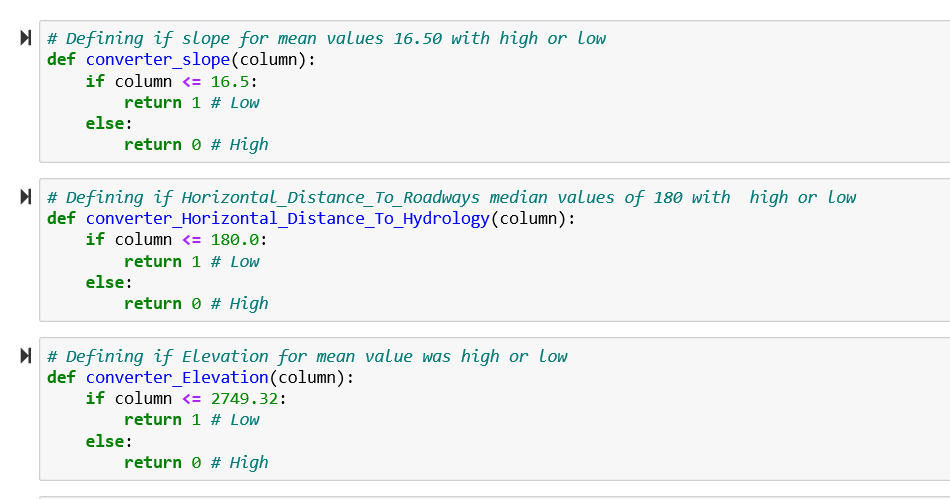 # Defining if slope for mean values 16.50 with high or low
def converter_slope(column):
    if column <= 16.5:
        return 1 # Low
    else:
        return 0 # High
# Defining if Horizontal_Distance_To_Roadways median values of 180 with  high or low
def converter_Horizontal_Distance_To_Hydrology(column):
    if column <= 180.0:
        return 1 # Low
    else:
        return 0 # High
# Defining if Elevation for mean value was high or low
def converter_Elevation(column):
    if column <= 2749.32:
        return 1 # Low
    else:
        return 0 # High